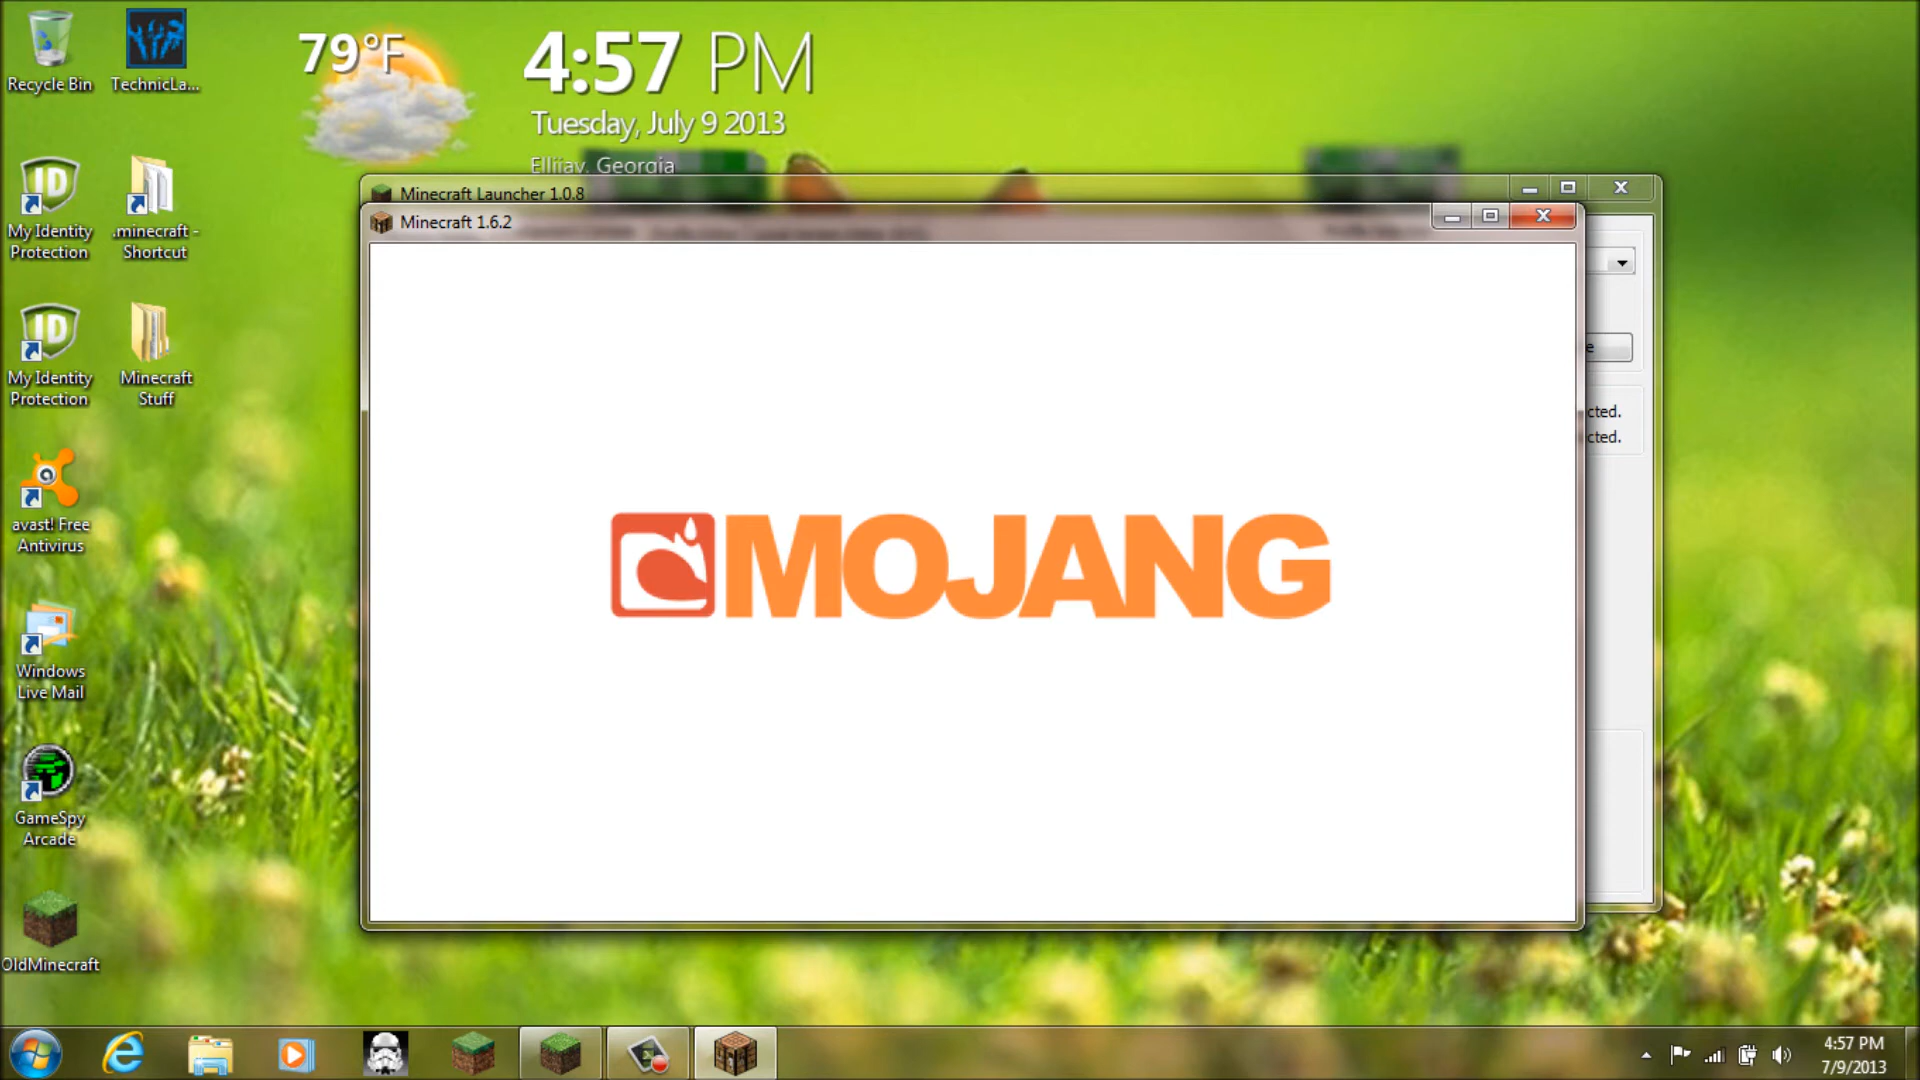 Recycle Bin
TechnicLa...
79°F
4:57 PM
Tuesday, July 9 2013
Ellijay, Georgia
My Identity
Protection
.minecraft -
Shortcut
My Identity
Protection
Minecraft
Stuff
avast! Free
Antivirus
Windows
Live Mail
GameSpy
Arcade
OldMinecraft
Minecraft Launcher 1.0.8
Minecraft 1.6.2
e
cted.
cted.
MOJANG
4:57 PM
7/9/2013